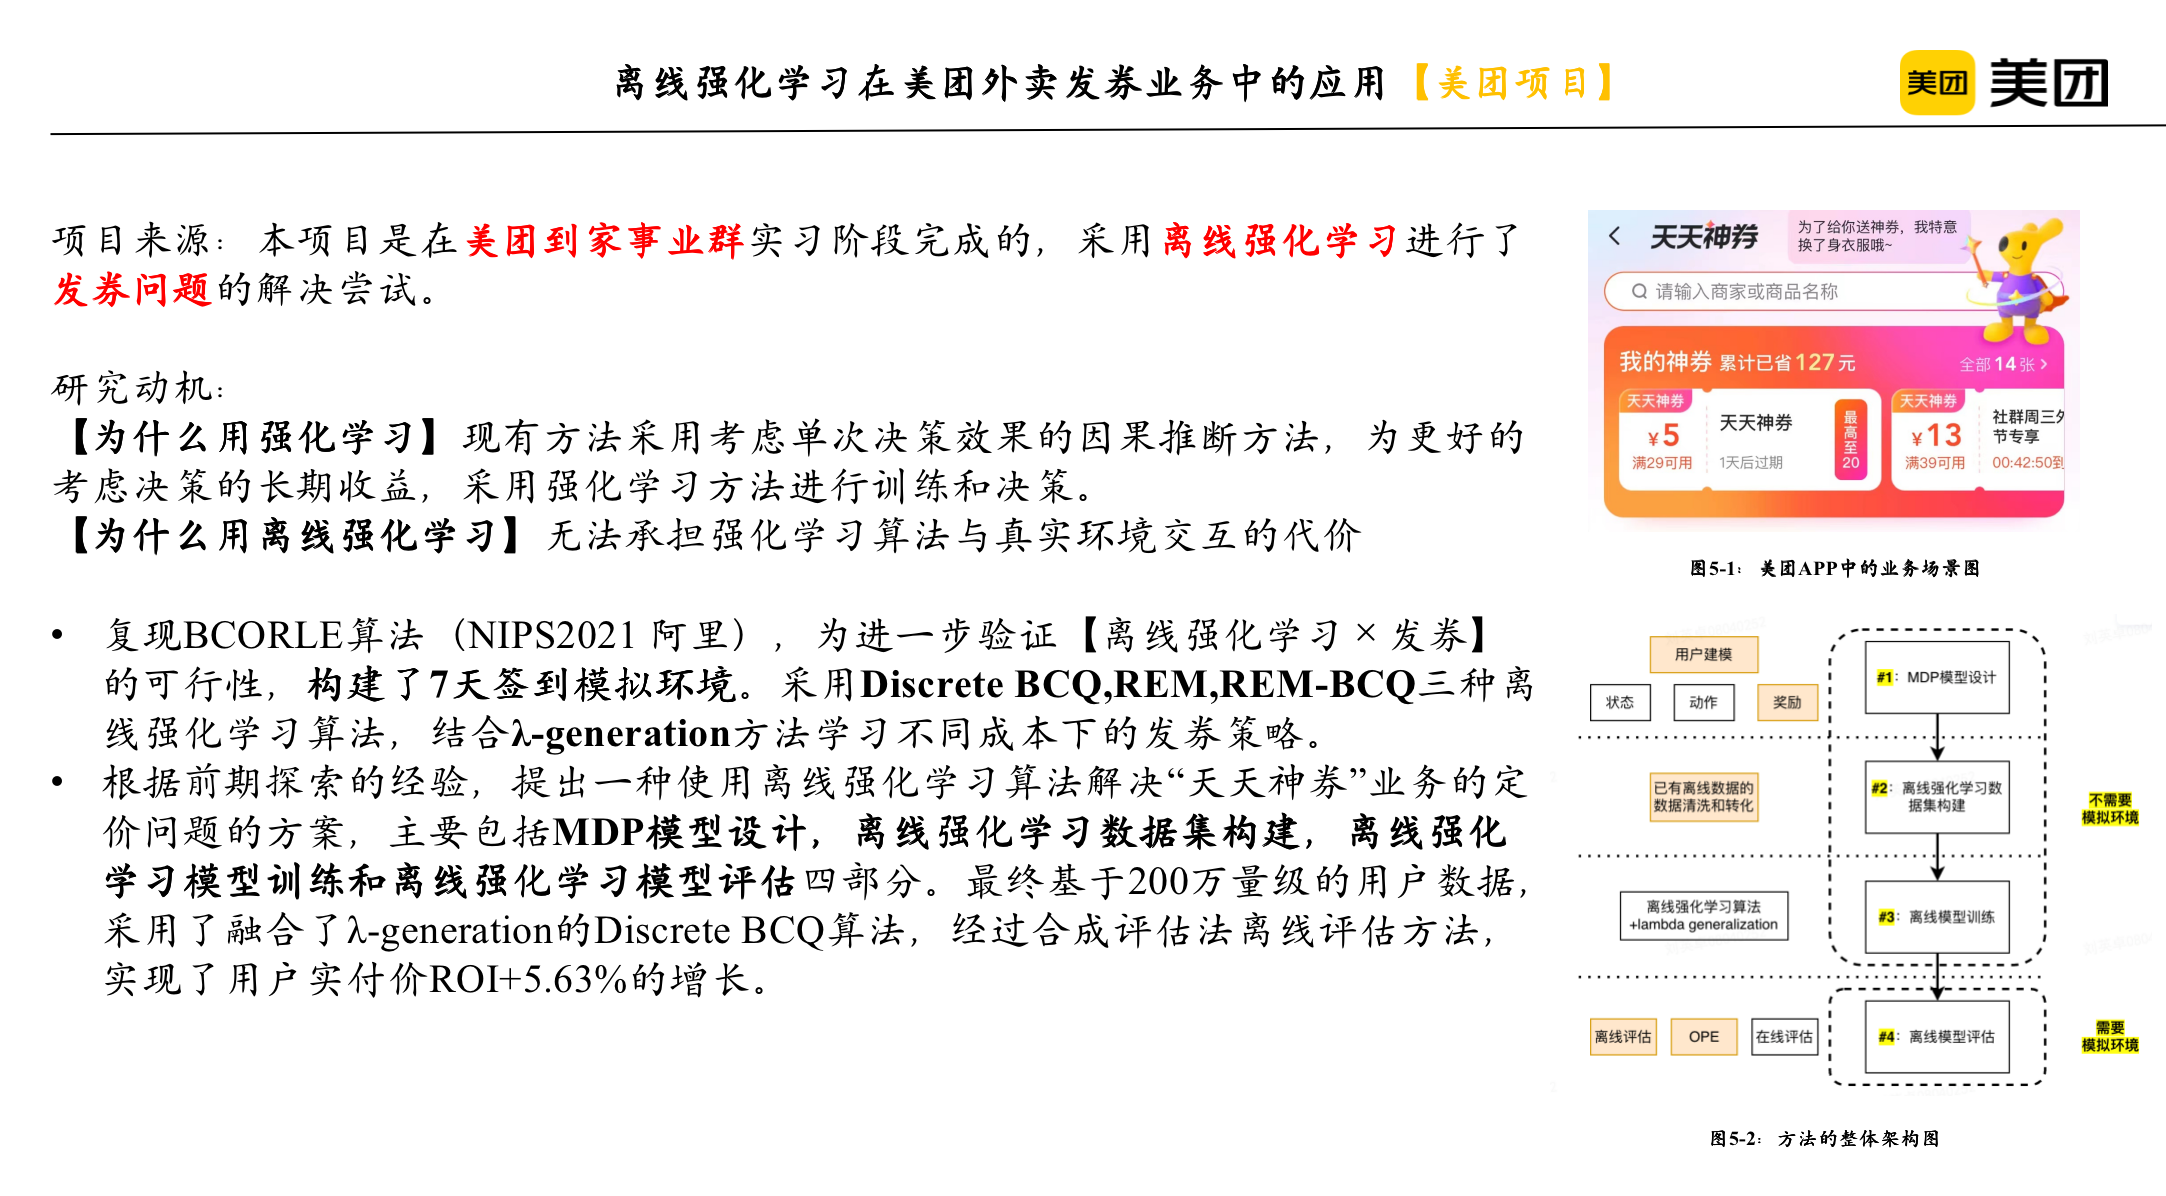 离线强化学习在美团外卖发券业务中的应用【美团项目】
美团 美团
项目来源：本项目是在美团到家事业群实习阶段完成的，采用离线强化学习进行了
发券问题的解决尝试。
研究动机：
【为什么用强化学习】现有方法采用考虑单次决策效果的因果推断方法，为更好的
考虑决策的长期收益，采用强化学习方法进行训练和决策。
【为什么用离线强化学习】无法承担强化学习算法与真实环境交互的代价
• 复现BCORLE算法（NIPS2021 阿里），为进一步验证【离线强化学习 × 发券】
的可行性，构建了7天签到模拟环境。采用Discrete BCQ,REM,REM-BCQ三种离
线强化学习算法，结合λ-generation方法学习不同成本下的发券策略。
• 根据前期探索的经验，提出一种使用离线强化学习算法解决“天天神券”业务的定
价问题的方案，主要包括MDP模型设计，离线强化学习数据集构建，离线强化
学习模型训练和离线强化学习模型评估四部分。最终基于200万量级的用户数据，
采用了融合了λ-generation的Discrete BCQ算法，经过合成评估法离线评估方法，
实现了用户实付价ROI+5.63%的增长。
天天神券
为了给你送神券，我特意
换了身衣服哦~
请输入商家或商品名称
我的神券 累计已省127元
全部 14 张 >
天天神券
¥5
满29可用
天天神券
1天后过期
最高至20
天天神券
¥13
满39可用
社群周三外
节专享
00:42:50到
图5-1：美团APP中的业务场景图
用户建模
状态
动作
奖励
#1：MDP模型设计
已有离线数据的
数据清洗和转化
#2：离线强化学习数
据集构建
不需要
模拟环境
离线强化学习算法
+lambda generalization
#3：离线模型训练
离线评估
OPE
在线评估
#4：离线模型评估
需要
模拟环境
图5-2：方法的整体架构图